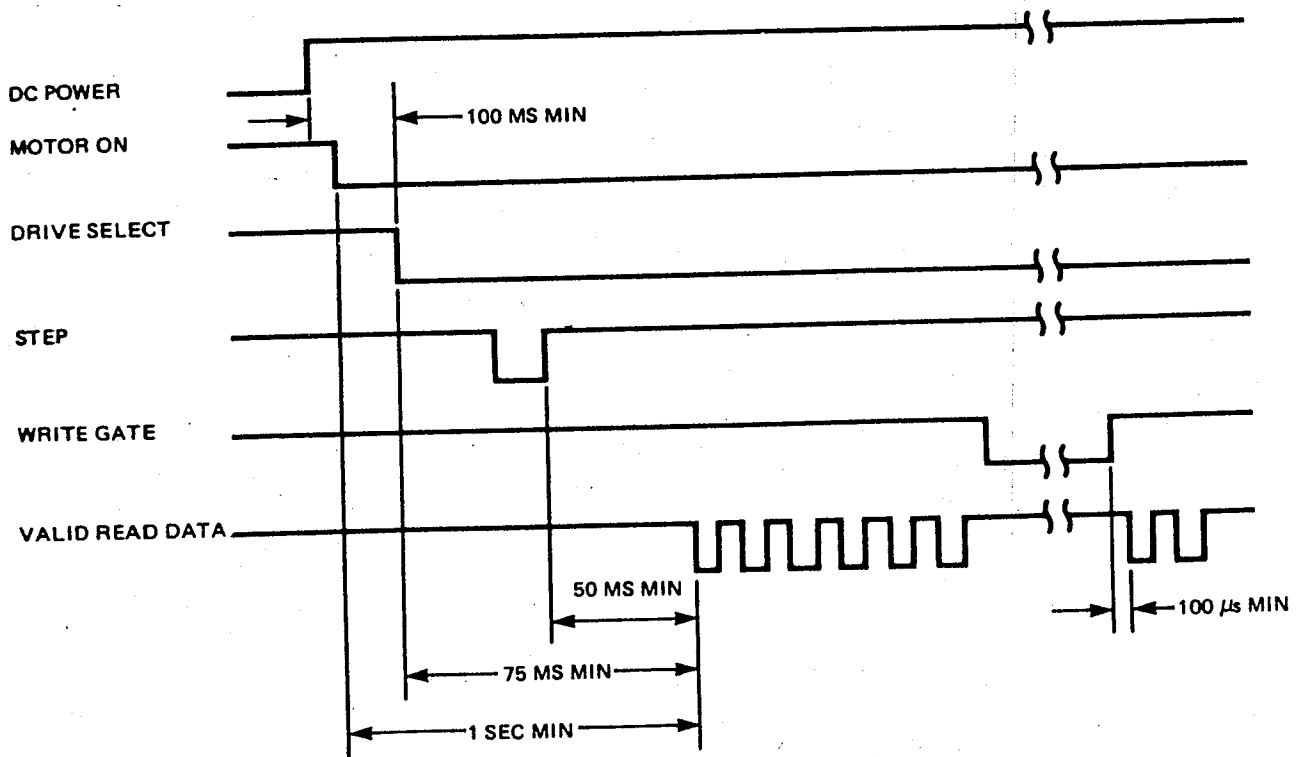 DC POWER
100 MS MIN
MOTOR ON
DRIVE SELECT
STEP
WRITE GATE
VALID READ DATA
50 MS MIN
100 μs MIN
75 MS MIN
1 SEC MIN